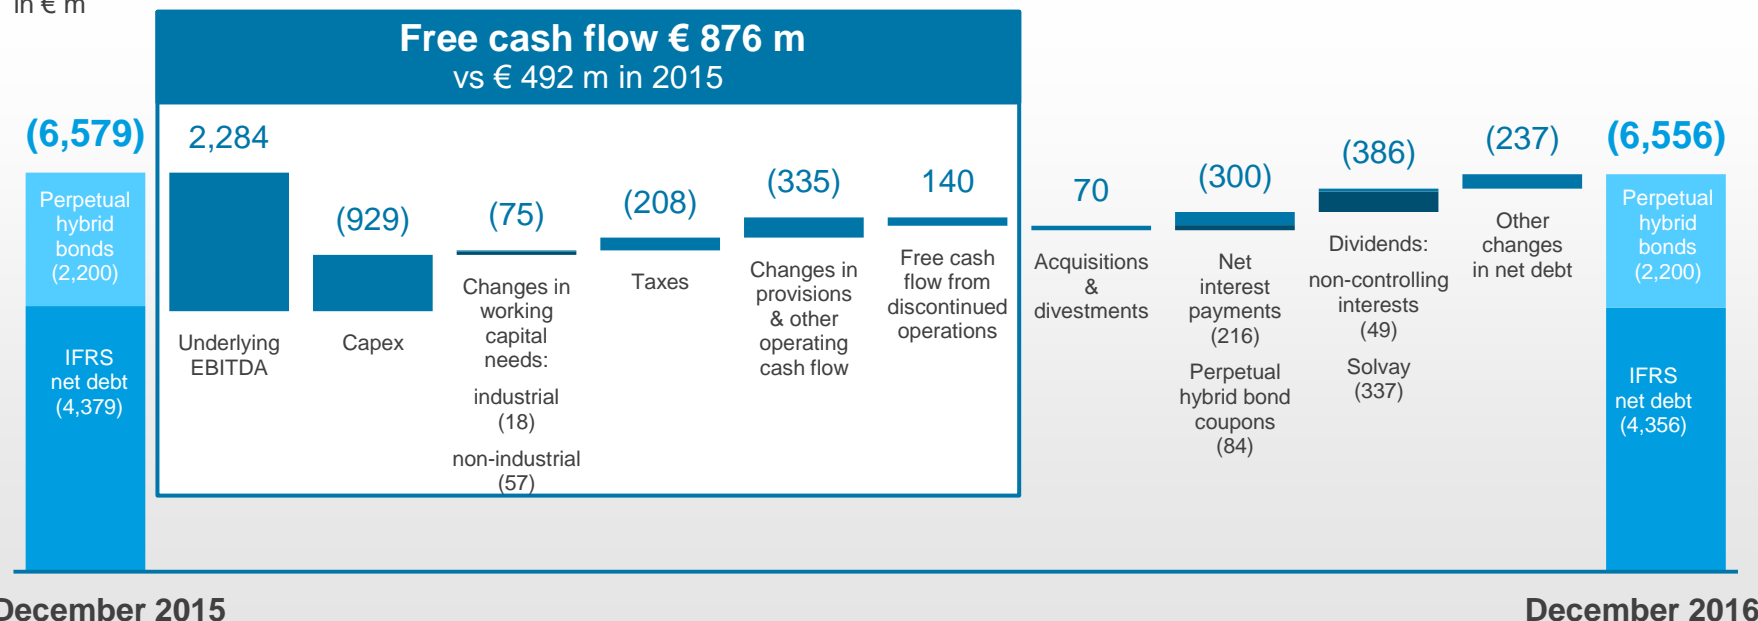 in € m
Free cash flow € 876 m
vs € 492 m in 2015
(6,579)
Perpetual
hybrid
bonds
(2,200)
IFRS
net debt
(4,379)
2,284
Underlying
EBITDA
(929)
Capex
(75)
Changes in
working
capital
needs:
industrial
(18)
non-industrial
(57)
(208)
Taxes
(335)
Changes in
provisions
& other
operating
cash flow
140
Free cash
flow from
discontinued
operations
70
Acquisitions
&
divestments
(300)
Net
interest
payments
(216)
Perpetual
hybrid bond
coupons
(84)
(386)
Dividends:
non-controlling
interests
(49)
Solvay
(337)
(237)
Other
changes
in net debt
(6,556)
Perpetual
hybrid
bonds
(2,200)
IFRS
net debt
(4,356)
December 2015
December 2016